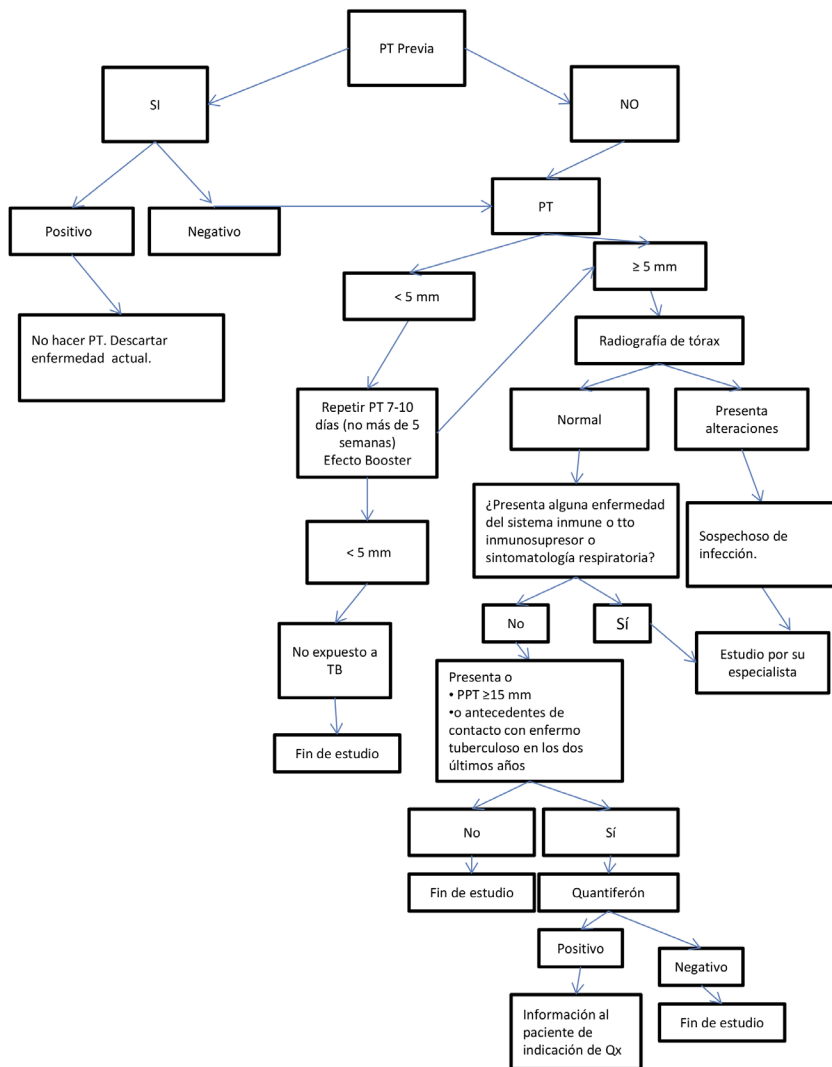 PT Previa
SI
NO
PT
Positivo
Negativo
≥ 5 mm
< 5 mm
No hacer PT. Descartar
enfermedad actual.
Radiografía de tórax
Repetir PT 7-10
días (no más de 5
semanas)
Efecto Booster
Normal
Presenta
alteraciones
¿Presenta alguna enfermedad
del sistema inmune o tto
inmunosupresor o
sintomatología respiratoria?
Sospechoso de
infección.
< 5 mm
No
Sí
No expuesto a
TB
Estudio por su
especialista
Presenta o
• PPT ≥15 mm
•o antecedentes de
contacto con enfermo
tuberculoso en los dos
últimos años
Fin de estudio
No
Sí
Fin de estudio
Quantiferón
Positivo
Negativo
Información al
paciente de
indicación de Qx
Fin de estudio